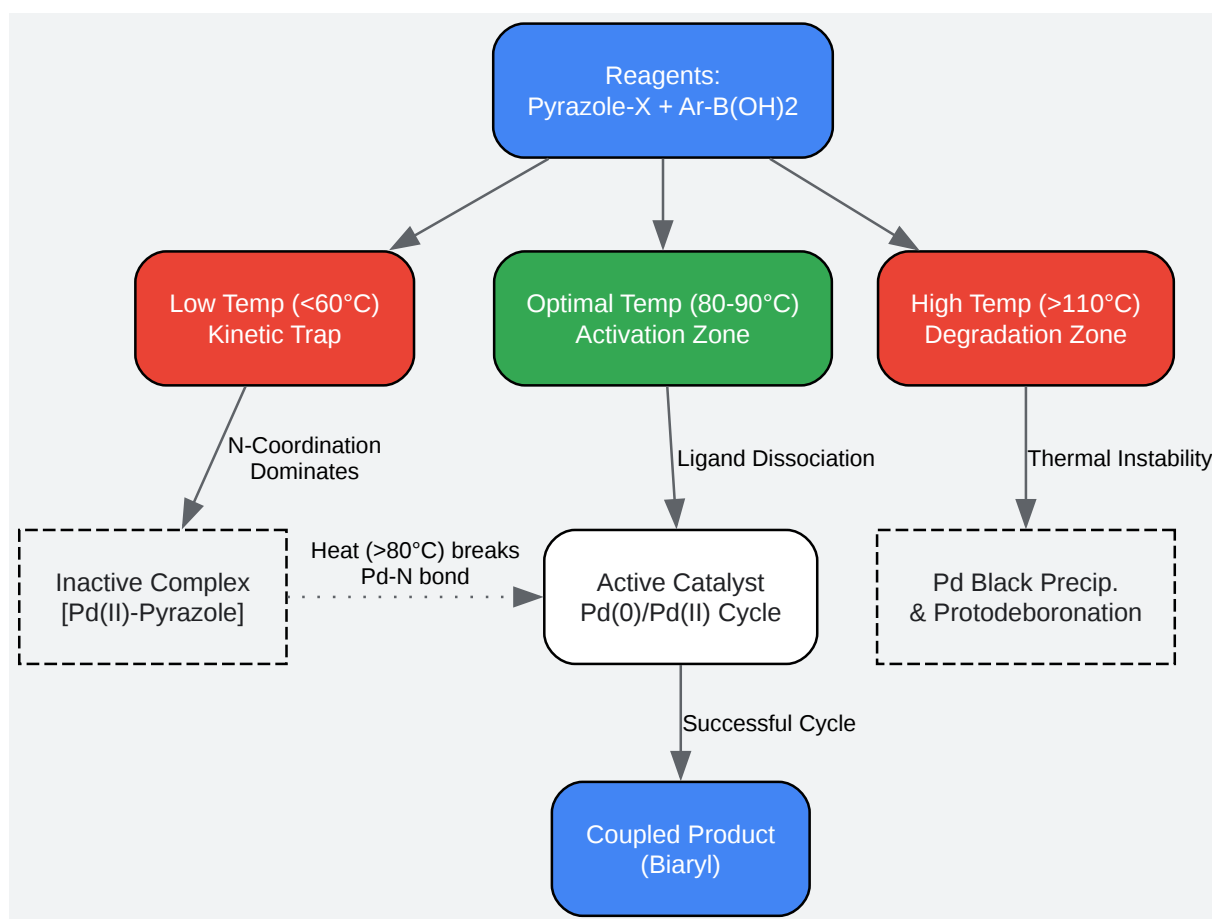 Reagents:
Pyrazole-X + Ar-B(OH)2
Low Temp (<60°C)
Kinetic Trap
Optimal Temp (80-90°C)
Activation Zone
High Temp (>110°C)
Degradation Zone
N-Coordination
Dominates
Ligand Dissociation
Thermal Instability
Inactive Complex
[Pd(II)-Pyrazole]
Heat (>80°C) breaks
Pd-N bond
Active Catalyst
Pd(0)/Pd(II) Cycle
Pd Black Precip.
& Protodeboronation
Successful Cycle
Coupled Product
(Biaryl)